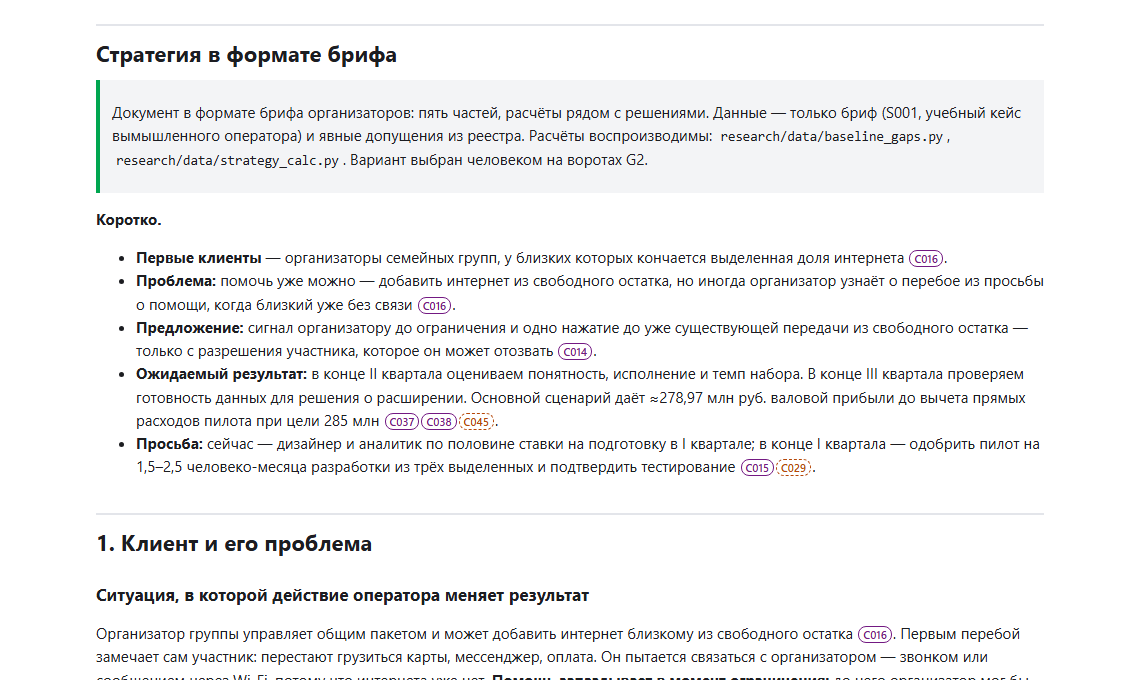 Стратегия в формате брифа
Документ в формате брифа организаторов: пять частей, расчёты рядом с решениями. Данные — только бриф (S001, учебный кейс
вымышленного оператора) и явные допущения из реестра. Расчёты воспроизводимы: research/data/baseline_gaps.py ,
research/data/strategy_calc.py . Вариант выбран человеком на воротах G2.
Коротко.
• Первые клиенты — организаторы семейных групп, у близких которых кончается выделенная доля интернета C016.
• Проблема: помочь уже можно — добавить интернет из свободного остатка, но иногда организатор узнаёт о перебое из просьбы
о помощи, когда близкий уже без связи C016.
• Предложение: сигнал организатору до ограничения и одно нажатие до уже существующей передачи из свободного остатка —
только с разрешения участника, которое он может отозвать C014.
• Ожидаемый результат: в конце II квартала оцениваем понятность, исполнение и темп набора. В конце III квартала проверяем
готовность данных для решения о расширении. Основной сценарий даёт ≈278,97 млн руб. валовой прибыли до вычета прямых
расходов пилота при цели 285 млн C037 C038 C045.
• Просьба: сейчас — дизайнер и аналитик по половине ставки на подготовку в I квартале; в конце I квартала — одобрить пилот на
1,5–2,5 человеко-месяца разработки из трёх выделенных и подтвердить тестирование C015 C029.
1. Клиент и его проблема
Ситуация, в которой действие оператора меняет результат
Организатор группы управляет общим пакетом и может добавить интернет близкому из свободного остатка C016. Первым перебой
замечает сам участник: перестают грузиться карты, мессенджер, оплата. Он пытается связаться с организатором — звонком или